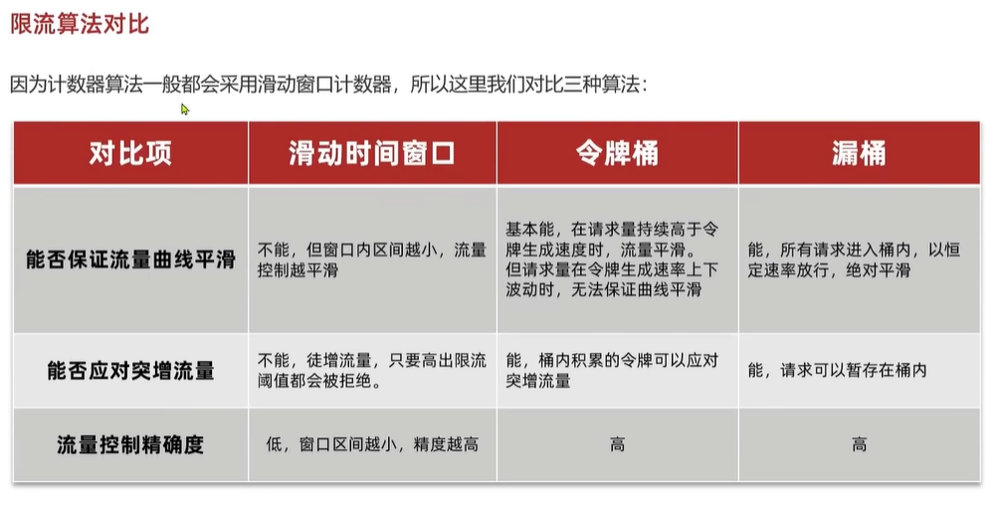 限流算法对比
因为计数器算法一般都会采用滑动窗口计数器，所以这里我们对比三种算法：
对比项
滑动时间窗口
令牌桶
漏桶
能否保证流量曲线平滑
不能，但窗口内区间越小，流量
控制越平滑
基本能，在请求量持续高于令
牌生成速度时，流量平滑。
但请求量在令牌生成速率上下
波动时，无法保证曲线平滑
能，所有请求进入桶内，以恒
定速率放行，绝对平滑
能否应对突增流量
不能，徒增流量，只要高出限流
阈值都会被拒绝。
能，桶内积累的令牌可以应对
突增流量
能，请求可以暂存在桶内
流量控制精确度
低，窗口区间越小，精度越高
高
高